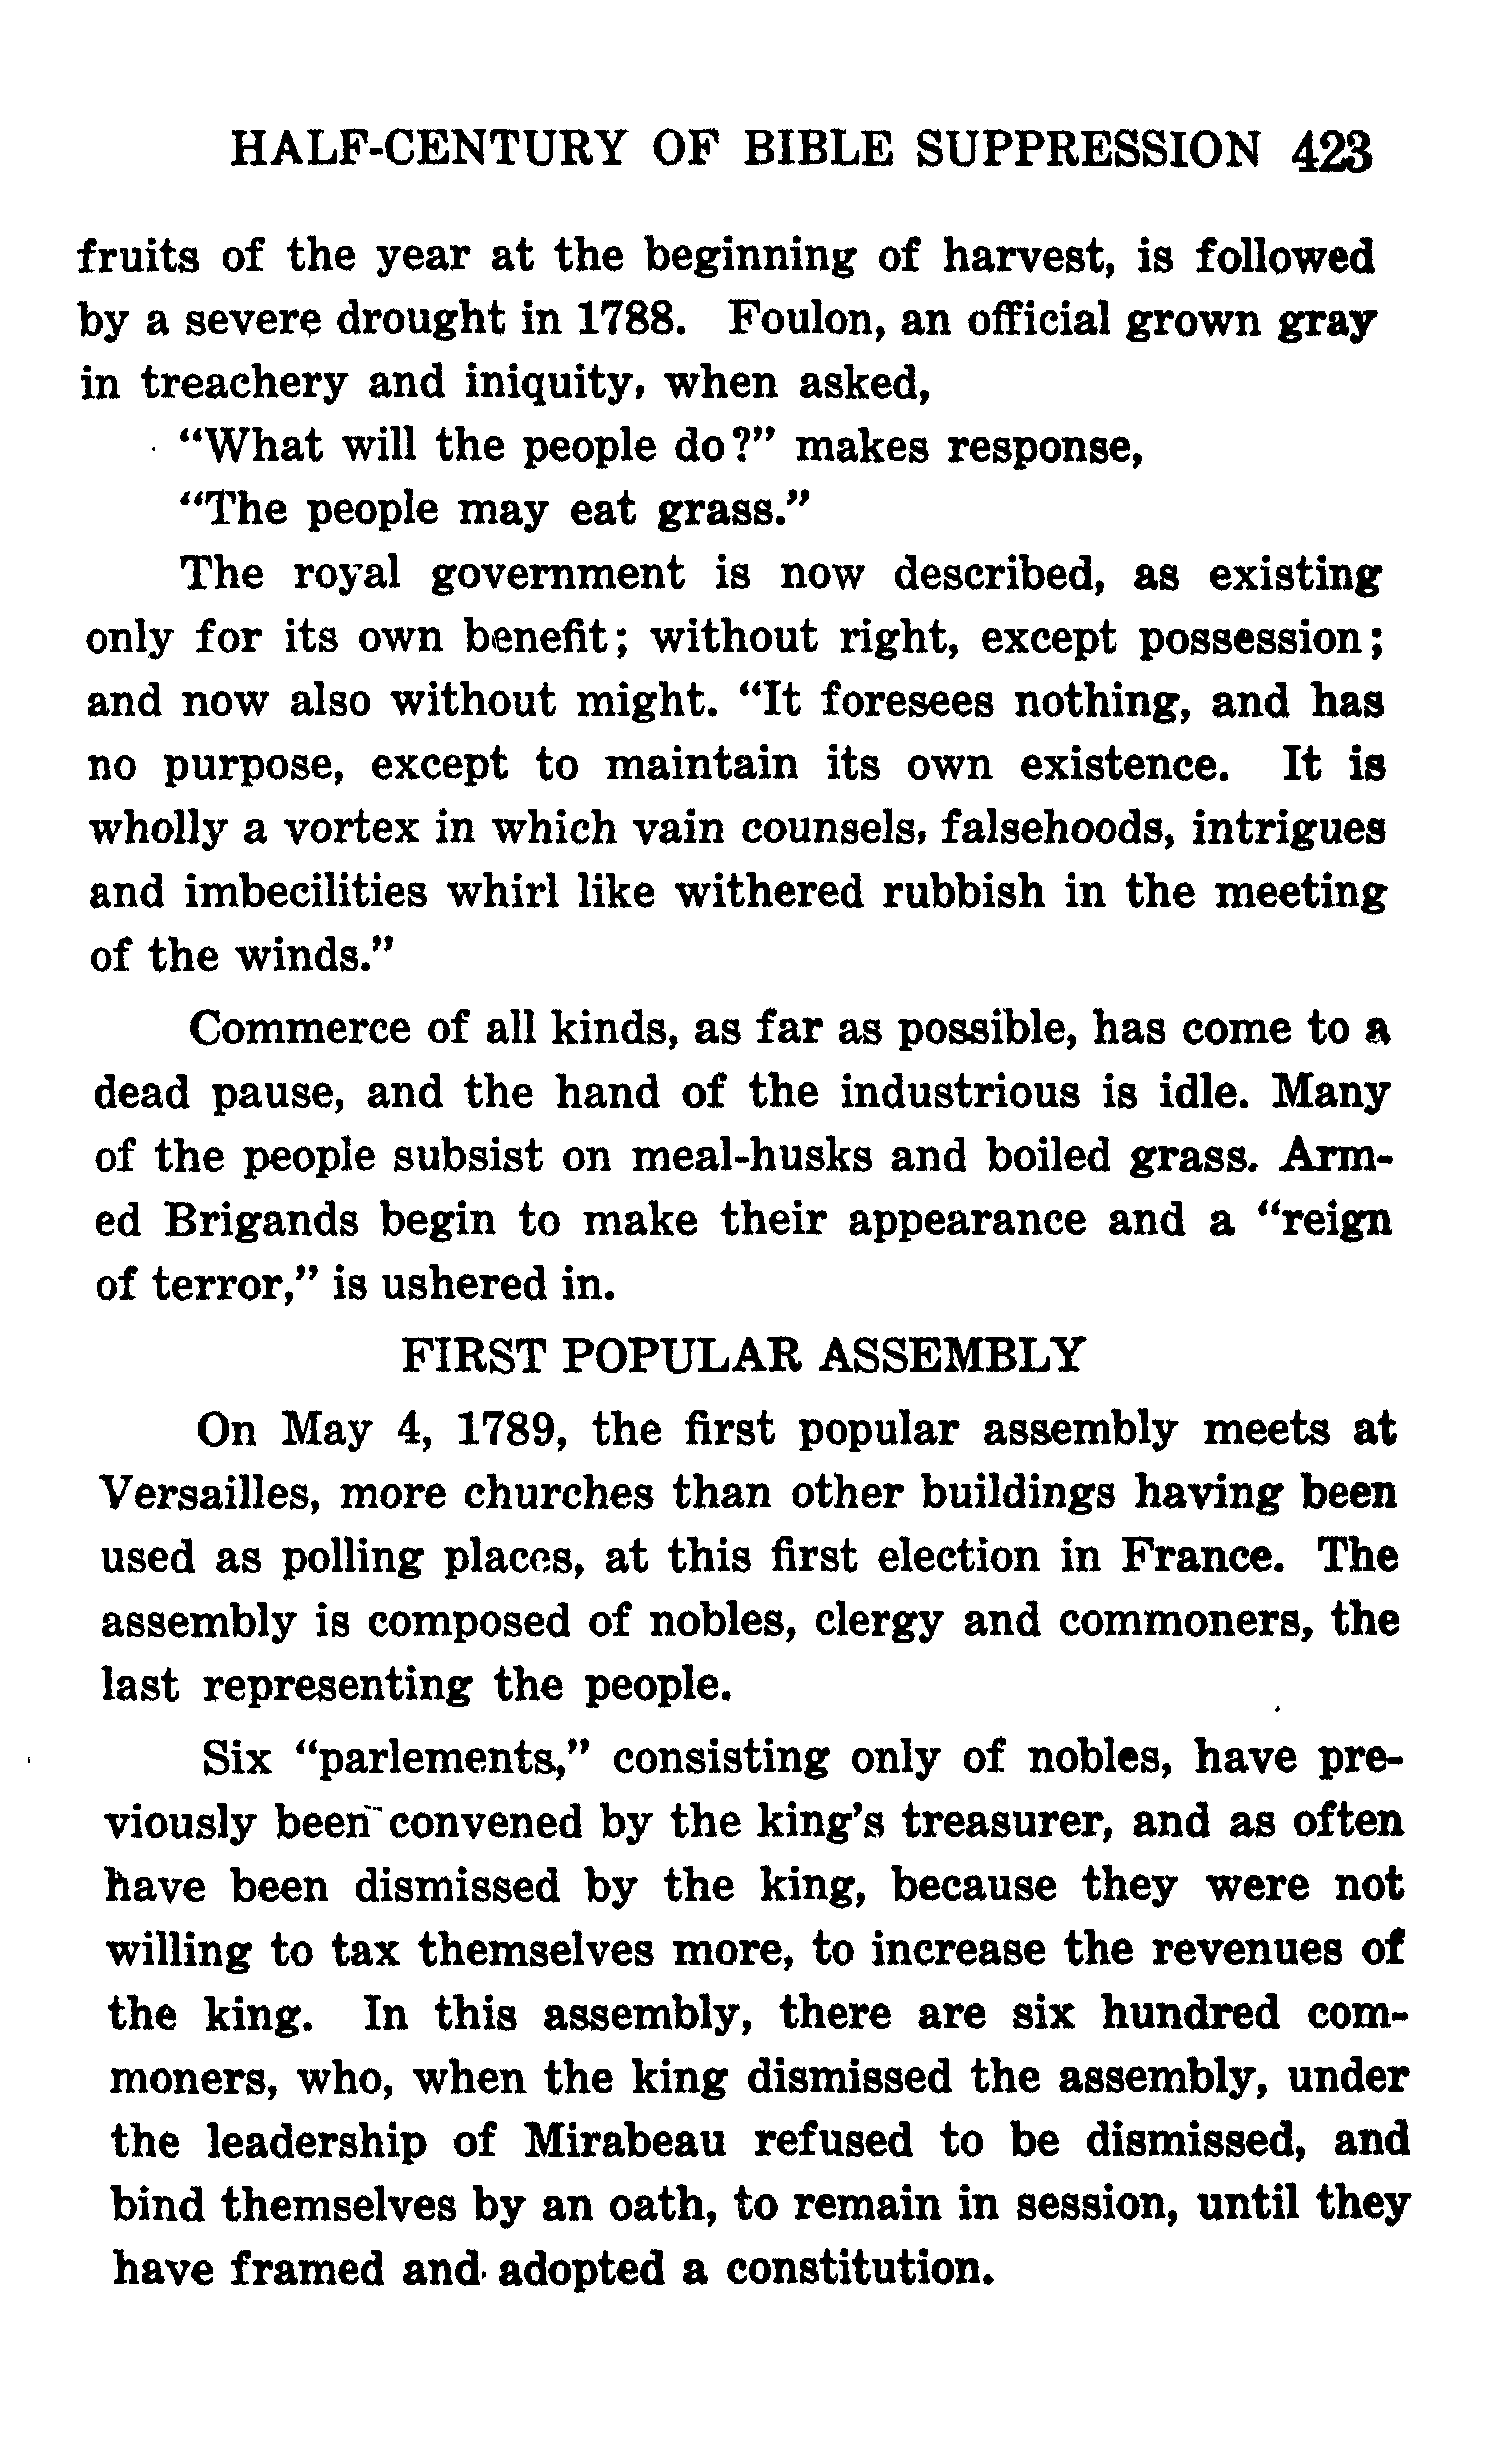 HALF-CENTURY OF BIBLE SUPPRESSION 423
fruits of the year at the beginning of harvest, is followed
by a severe drought in 1788. Foulon, an official grown gray
in treachery and iniquity, when asked,
"What will the people do?" makes response,
"The people may eat grass."
The royal government is now described, as existing
only for its own benefit; without right, except possession;
and now also without might. "It foresees nothing, and has
no purpose, except to maintain its own existence. It is
wholly a vortex in which vain counsels, falsehoods, intrigues
and imbecilities whirl like withered rubbish in the meeting
of the winds."
Commerce of all kinds, as far as possible, has come to a
dead pause, and the hand of the industrious is idle. Many
of the people subsist on meal-husks and boiled grass. Arm-
ed Brigands begin to make their appearance and a "reign
of terror," is ushered in.
FIRST POPULAR ASSEMBLY
On May 4, 1789, the first popular assembly meets at
Versailles, more churches than other buildings having been
used as polling places, at this first election in France. The
assembly is composed of nobles, clergy and commoners, the
last representing the people.
Six "parlements," consisting only of nobles, have pre-
viously been convened by the king's treasurer, and as often
have been dismissed by the king, because they were not
willing to tax themselves more, to increase the revenues of
the king. In this assembly, there are six hundred com-
moners, who, when the king dismissed the assembly, under
the leadership of Mirabeau refused to be dismissed, and
bind themselves by an oath, to remain in session, until they
have framed and adopted a constitution.